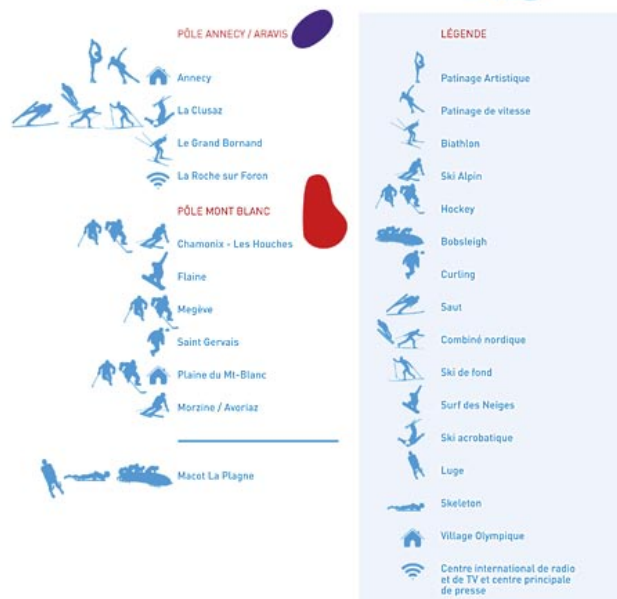 PÔLE ANNECY / ARAVIS
Annecy
La Clusaz
Le Grand Bornand
La Roche sur Foron
PÔLE MONT BLANC
Chamonix - Les Houches
Flaine
Megève
Saint Gervais
Plaine du Mt-Blanc
Morzine / Avoriaz
Macot La Plagne
LÉGENDE
Patinage Artistique
Patinage de vitesse
Biathlon
Ski Alpin
Hockey
Bobsleigh
Curling
Saut
Combiné nordique
Ski de fond
Surf des Neiges
Ski acrobatique
Luge
Skeleton
Village Olympique
Centre international de radio
et de TV et centre principale
de presse